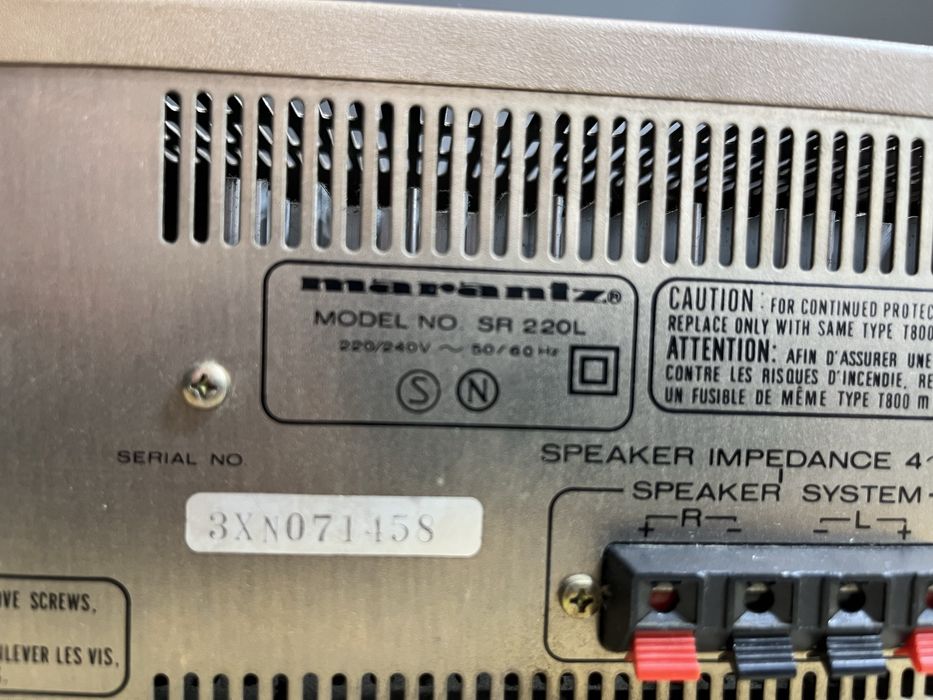 marantz®
MODEL NO. SR 220L
220/240V ~ 50/60 Hz
S N
CAUTION : FOR CONTINUED PROTEC
REPLACE ONLY WITH SAME TYPE T800
ATTENTION: AFIN D'ASSURER UNE
CONTRE LES RISQUES D'INCENDIE, RE
UN FUSIBLE DE MÊME TYPE T800 m
SERIAL NO.
3XN071458
SPEAKER IMPEDANCE 4~
SPEAKER SYSTEM
+ R - - L +
OVE SCREWS,
NLEVER LES VIS,